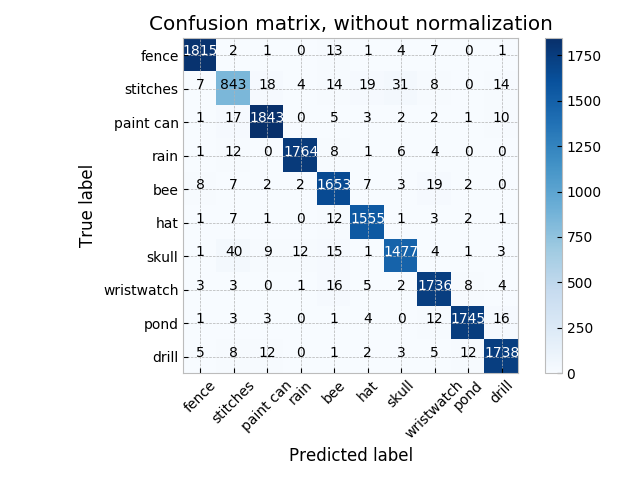 Confusion matrix, without normalization
fence 1815 2 1 0 13 1 4 7 0 1
stitches 7 843 18 4 14 19 31 8 0 14
paint can 1 17 1843 0 5 3 2 2 1 10
rain 1 12 0 1764 8 1 6 4 0 0
bee 8 7 2 2 1653 7 3 19 2 0
hat 1 7 1 0 12 1555 1 3 2 1
skull 1 40 9 12 15 1 1477 4 1 3
wristwatch 3 3 0 1 16 5 2 1736 8 4
pond 1 3 3 0 1 4 0 12 1745 16
drill 5 8 12 0 1 2 3 5 12 1738
fence stitches paint can rain bee hat skull wristwatch pond drill
True label
Predicted label
1750
1500
1250
1000
750
500
250
0